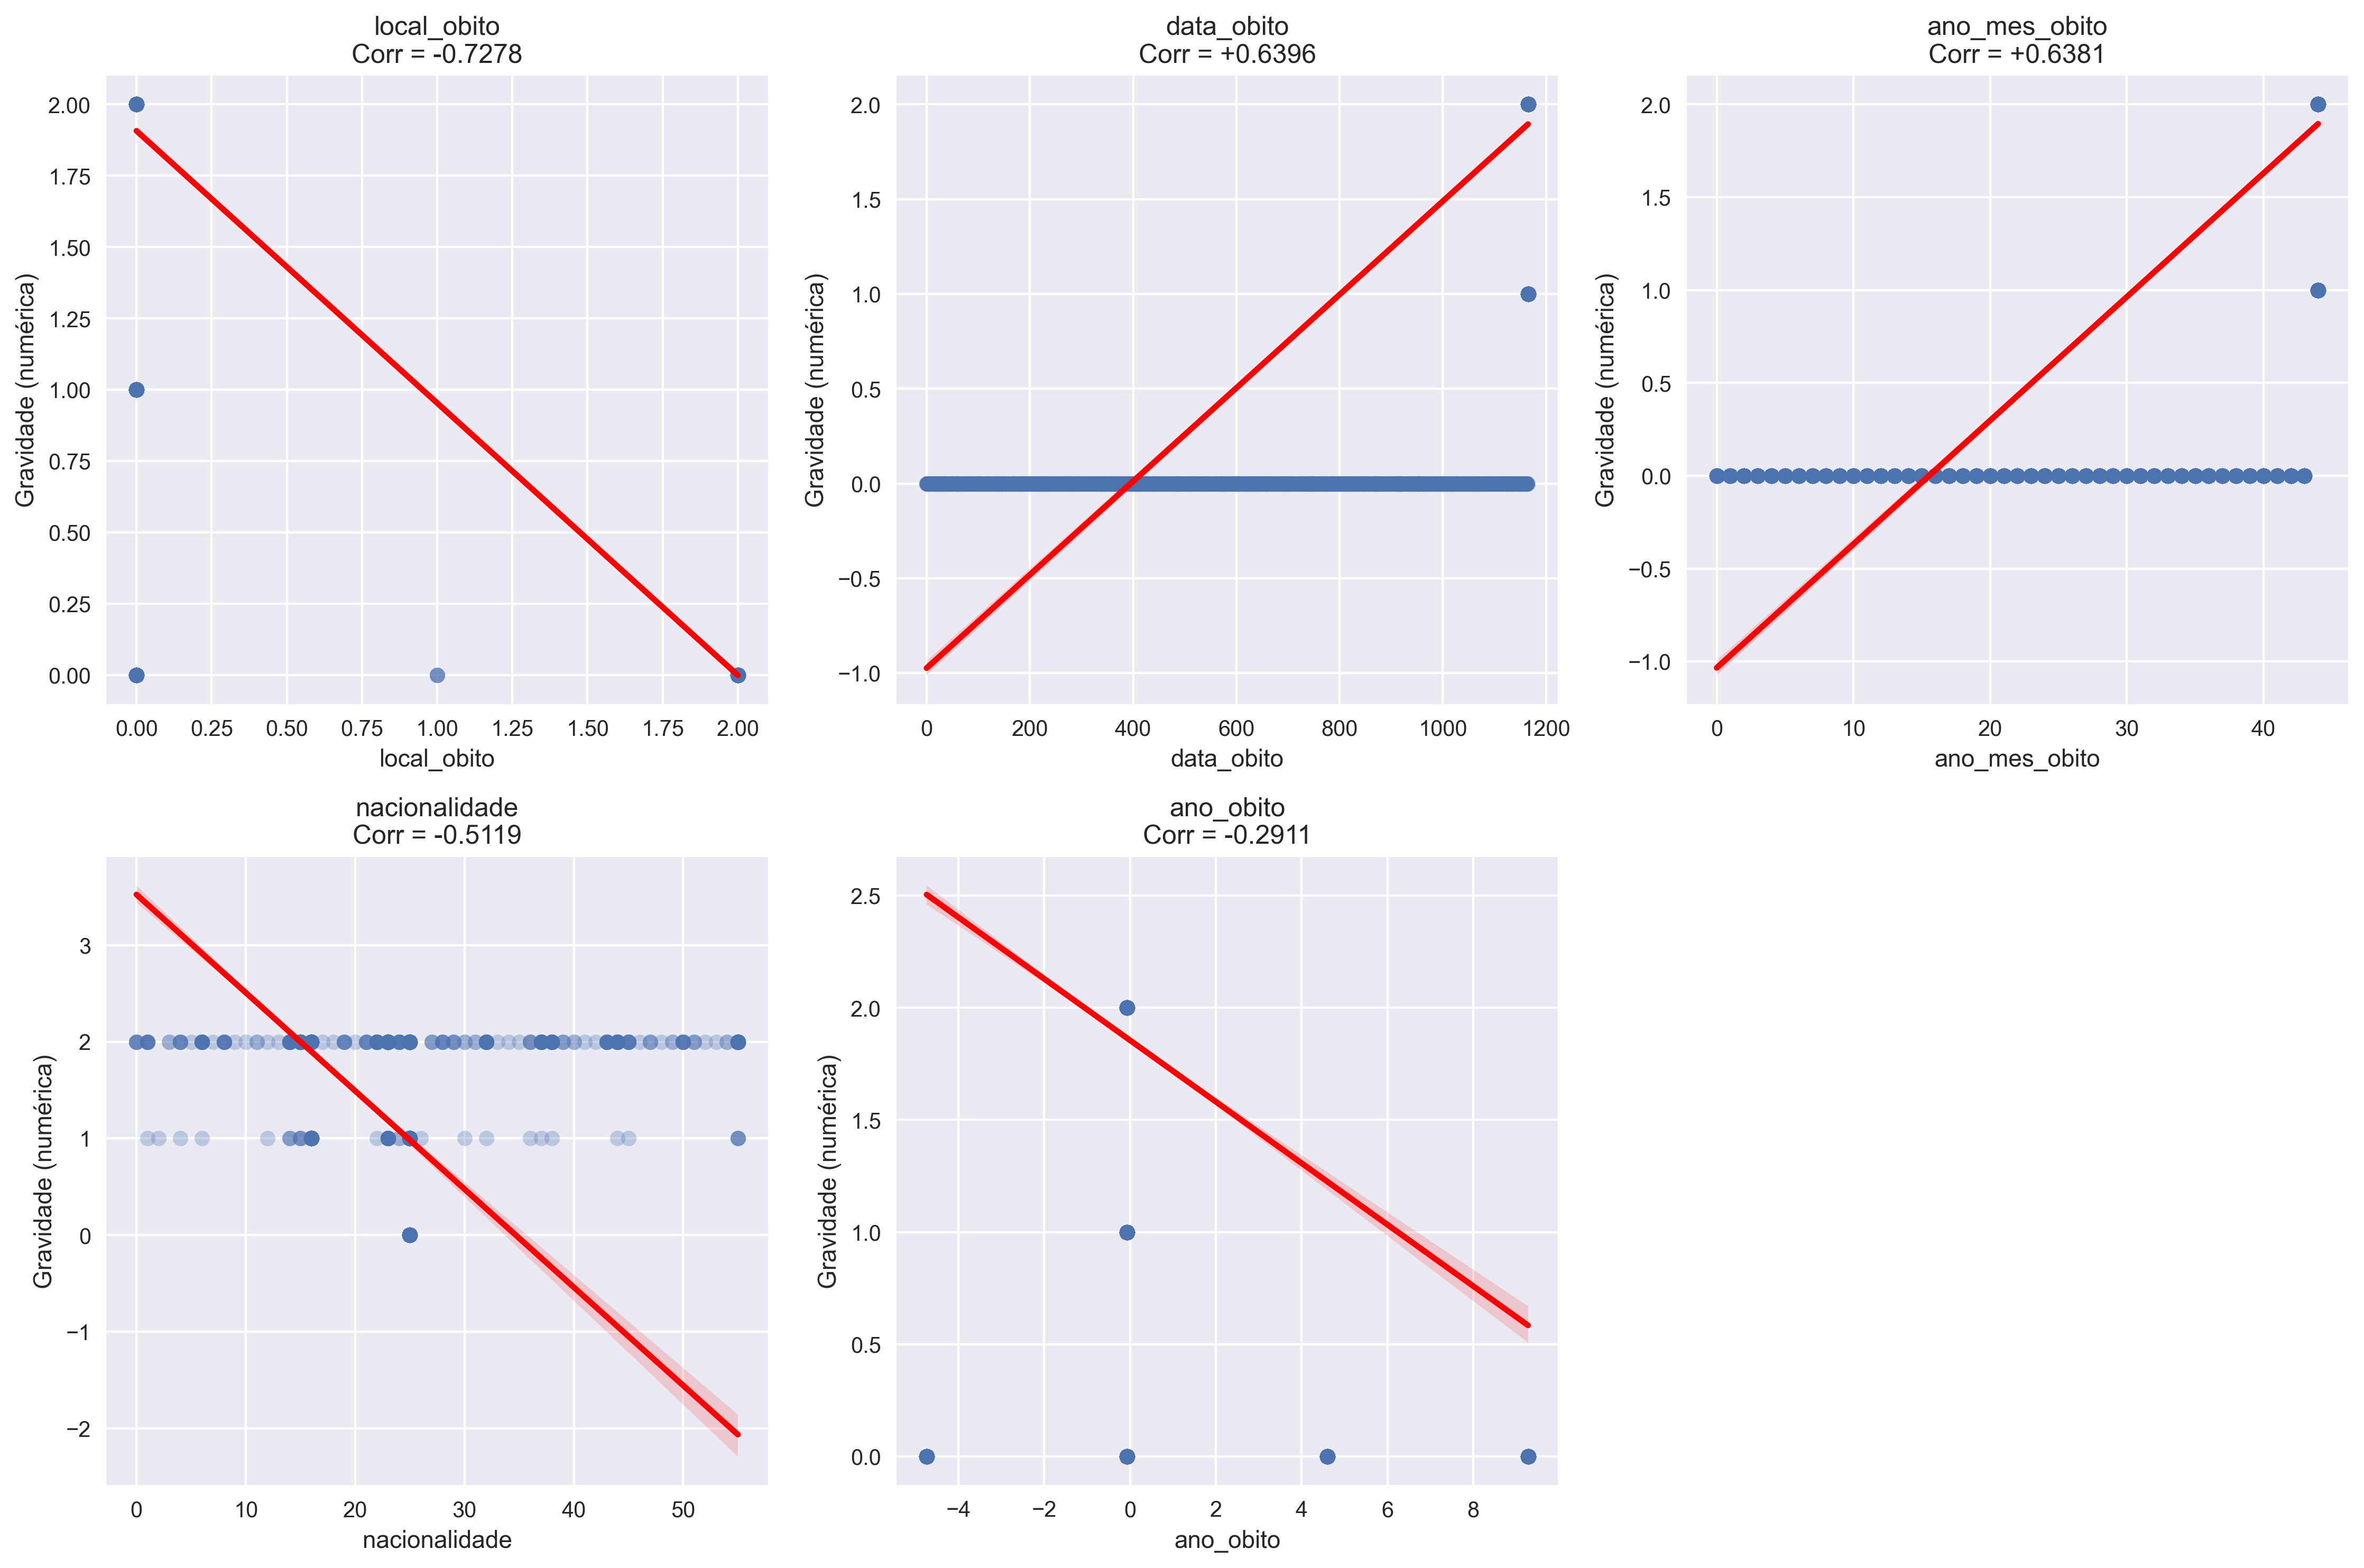 local_obito
Corr = -0.7278
Gravidade (numérica)
2.00
1.75
1.50
1.25
1.00
0.75
0.50
0.25
0.00
0.00 0.25 0.50 0.75 1.00 1.25 1.50 1.75 2.00
local_obito
data_obito
Corr = +0.6396
Gravidade (numérica)
2.0
1.5
1.0
0.5
0.0
−0.5
−1.0
0 200 400 600 800 1000 1200
data_obito
ano_mes_obito
Corr = +0.6381
Gravidade (numérica)
2.0
1.5
1.0
0.5
0.0
−0.5
−1.0
0 10 20 30 40
ano_mes_obito
nacionalidade
Corr = -0.5119
Gravidade (numérica)
3
2
1
0
−1
−2
0 10 20 30 40 50
nacionalidade
ano_obito
Corr = -0.2911
Gravidade (numérica)
2.5
2.0
1.5
1.0
0.5
0.0
−4 −2 0 2 4 6 8
ano_obito